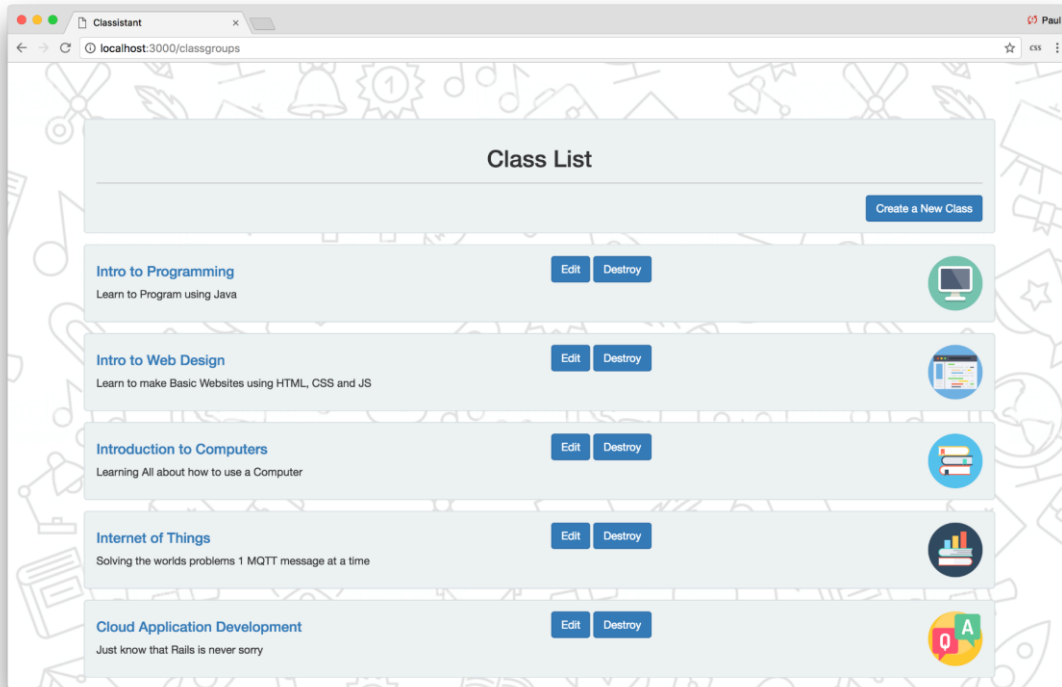 Classistant
Paul
localhost:3000/classgroups
css
1
Class List
Create a New Class
Intro to Programming
Edit Destroy
Learn to Program using Java
Intro to Web Design
Edit Destroy
Learn to make Basic Websites using HTML, CSS and JS
Introduction to Computers
Edit Destroy
Learning All about how to use a Computer
Internet of Things
Edit Destroy
Solving the worlds problems 1 MQTT message at a time
Cloud Application Development
Edit Destroy
Just know that Rails is never sorry
Q A